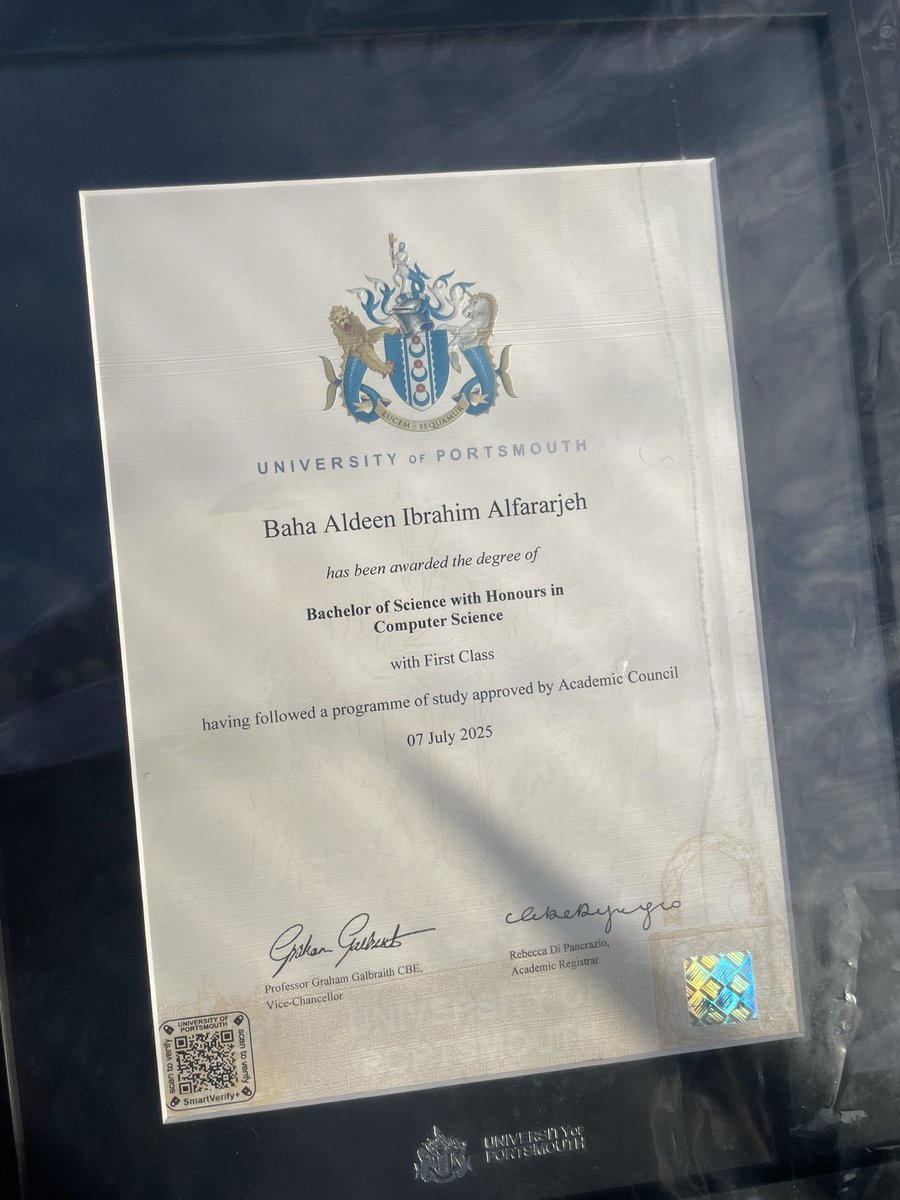 LUCEM · SEQUAMUR
UNIVERSITY OF PORTSMOUTH
Baha Aldeen Ibrahim Alfararjeh
has been awarded the degree of
Bachelor of Science with Honours in
Computer Science
with First Class
having followed a programme of study approved by Academic Council
07 July 2025
Graham Galbraith
Professor Graham Galbraith CBE,
Vice-Chancellor
Rebecca Di Pancrazio,
Academic Registrar
UNIVERSITY OF
PORTSMOUTH
scan to verify
scan to verify
SmartVerify+
UNIVERSITY OF
PORTSMOUTH